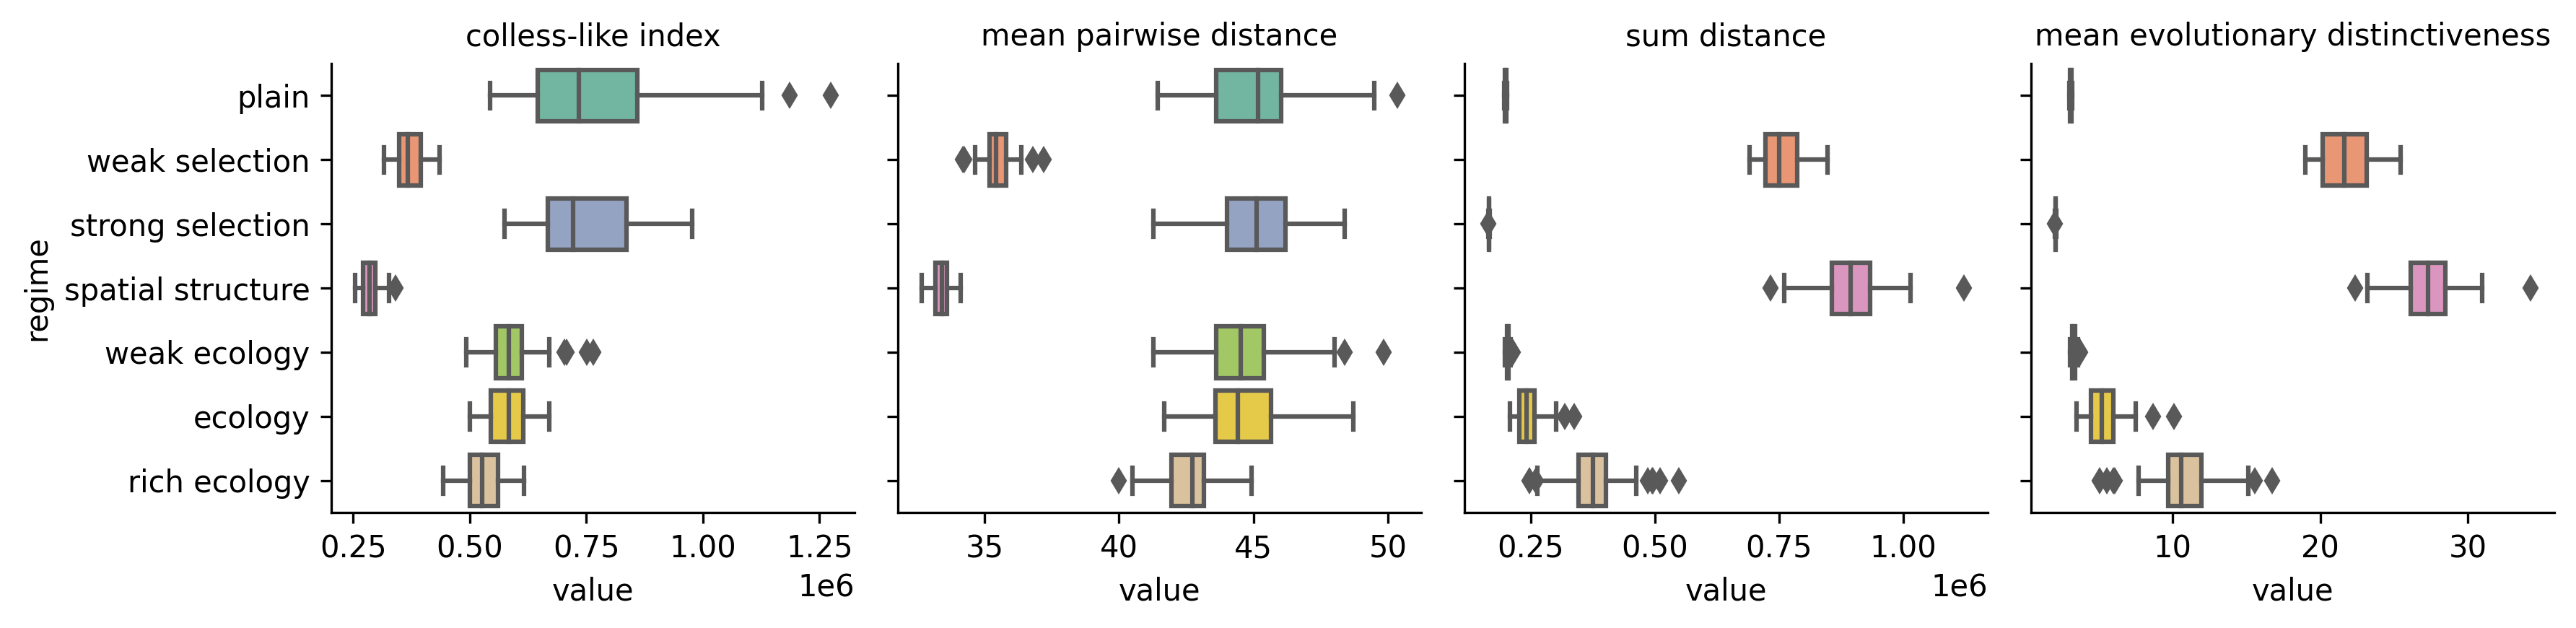 colless-like index
mean pairwise distance
sum distance
mean evolutionary distinctiveness
regime
plain
weak selection
strong selection
spatial structure
weak ecology
ecology
rich ecology
0.25 0.50 0.75 1.00 1.25
1e6
value
35 40 45 50
value
0.25 0.50 0.75 1.00
1e6
value
10 20 30
value